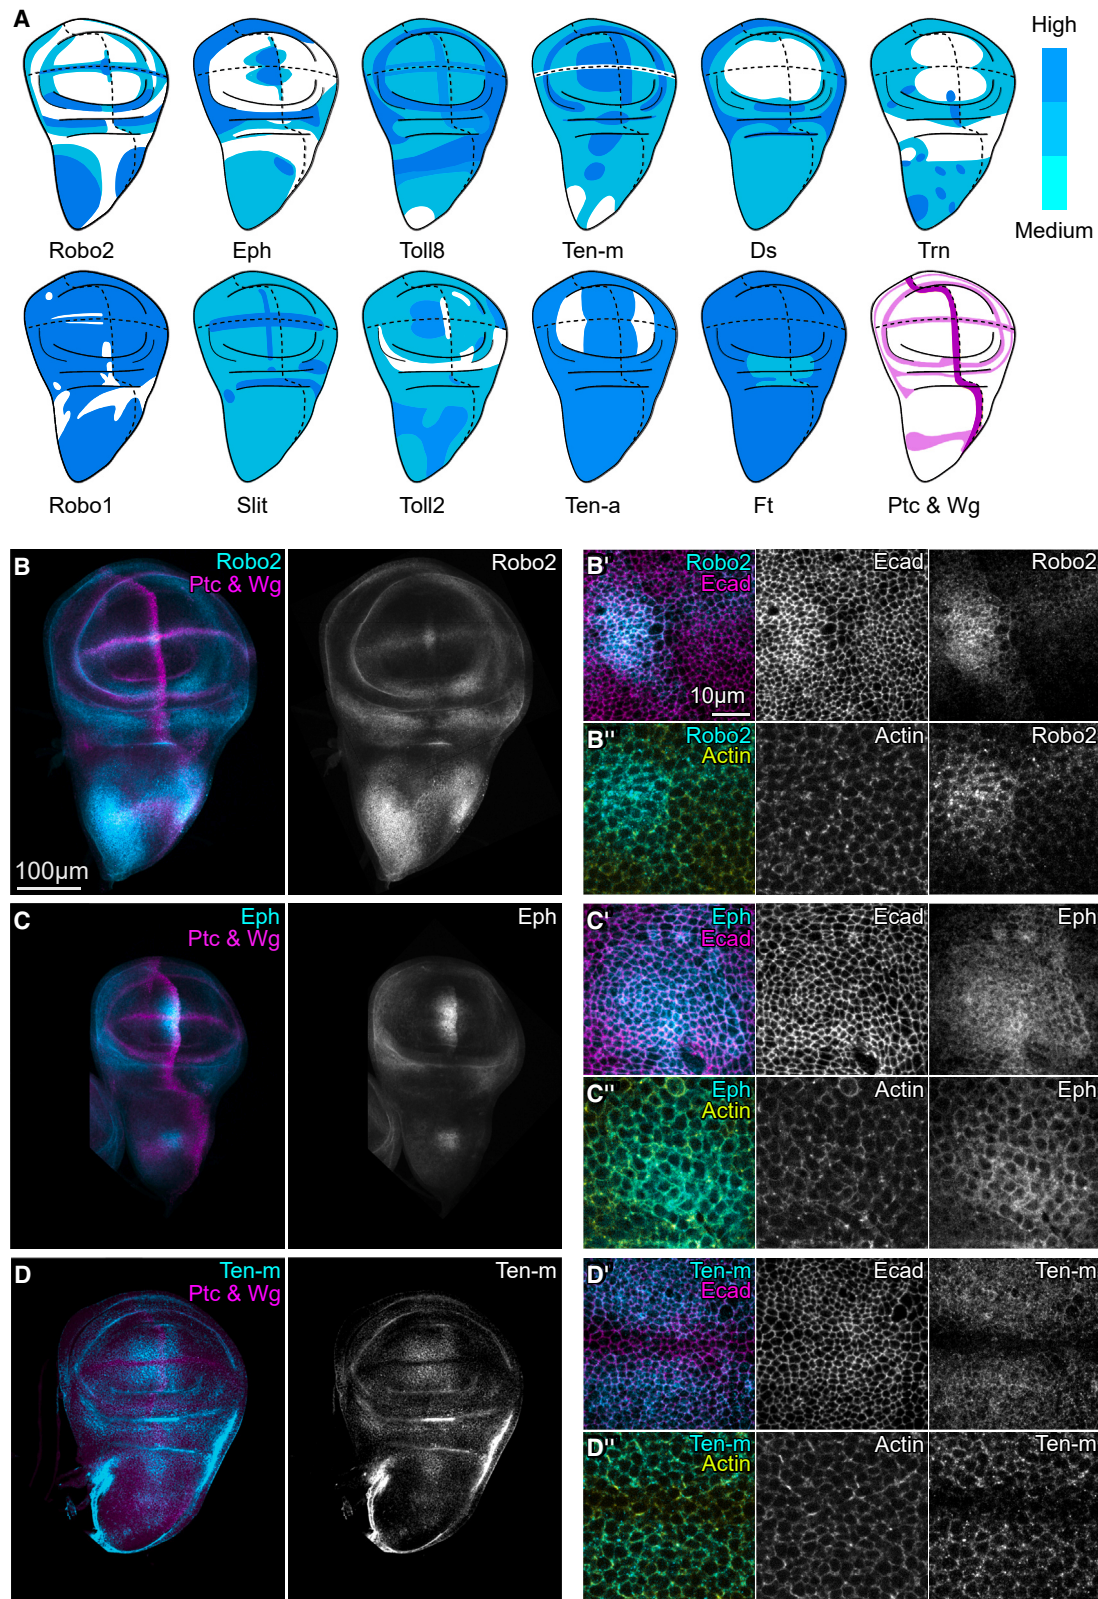 A
High
Medium
Robo2 Eph Toll8 Ten-m Ds Trn
Robo1 Slit Toll2 Ten-a Ft Ptc & Wg
B
Robo2
Ptc & Wg
100µm
Robo2
B'
Robo2
Ecad
10µm
Ecad
Robo2
B"
Robo2
Actin
Actin
Robo2
C
Eph
Ptc & Wg
Eph
C'
Eph
Ecad
Ecad
Eph
C"
Eph
Actin
Actin
Eph
D
Ten-m
Ptc & Wg
Ten-m
D'
Ten-m
Ecad
Ecad
Ten-m
D"
Ten-m
Actin
Actin
Ten-m